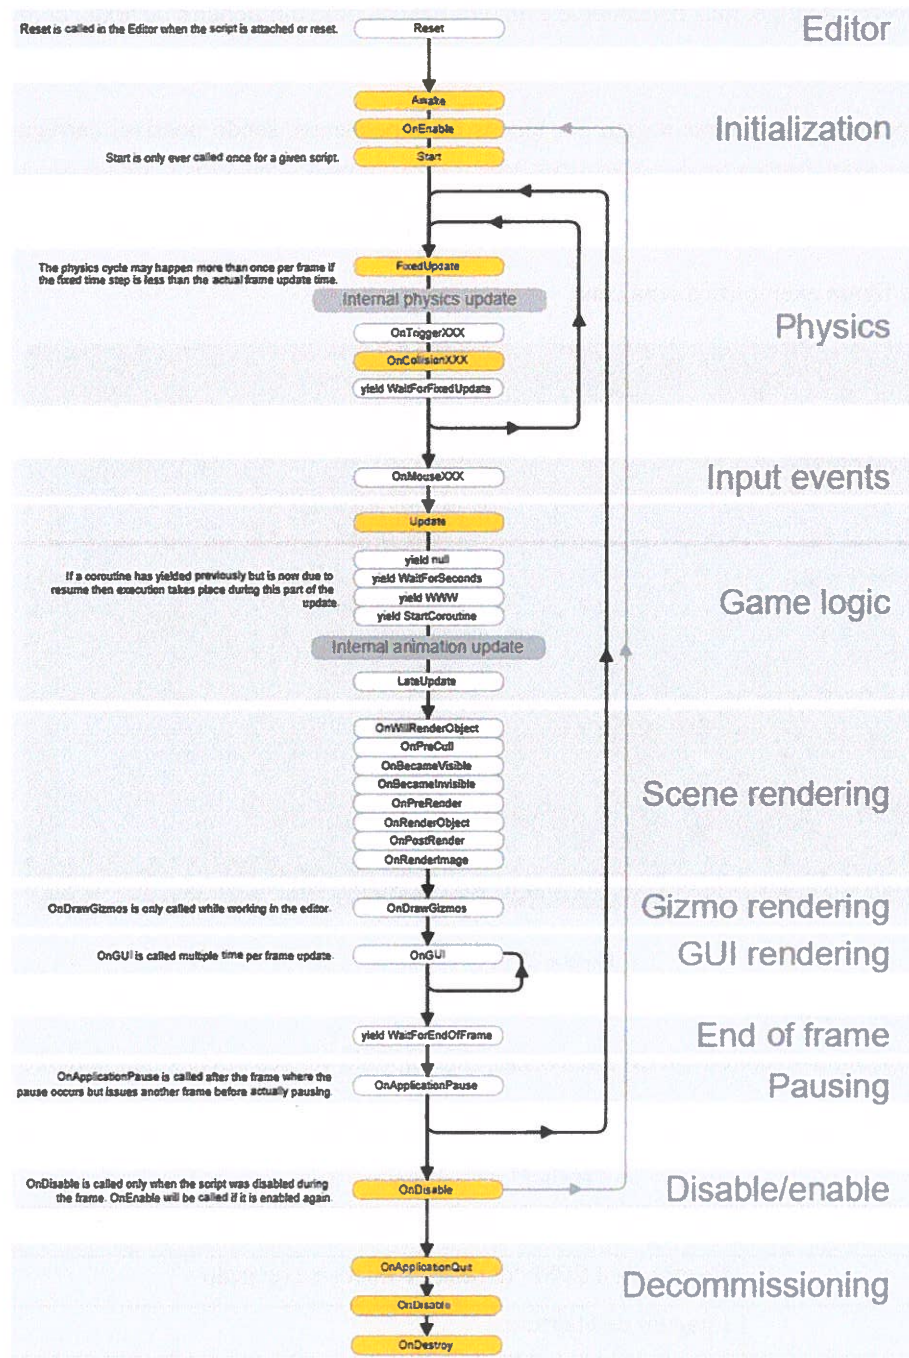 Reset is called in the Editor when the script is attached or reset.
Reset
Editor
Awake
OnEnable
Initialization
Start is only ever called once for a given script.
Start
The physics cycle may happen more than once per frame if
the fixed time step is less than the actual frame update time.
FixedUpdate
Internal physics update
OnTriggerXXX
Physics
OnCollisionXXX
yield WaitForFixedUpdate
OnMouseXXX
Input events
Update
yield null
If a coroutine has yielded previously but is now due to
resume then execution takes place during this part of the
update
yield WaitForSeconds
yield WWW
yield StartCoroutine
Game logic
Internal animation update
LateUpdate
OnWillRenderObject
OnPreCull
OnBecameVisible
OnBecameInvisible
OnPreRender
OnRenderObject
OnPostRender
OnRenderImage
Scene rendering
OnDrawGizmos is only called while working in the editor.
OnDrawGizmos
Gizmo rendering
OnGUI is called multiple time per frame update.
OnGUI
GUI rendering
yield WaitForEndOfFrame
End of frame
OnApplicationPause is called after the frame where the
pause occurs but issues another frame before actually pausing.
OnApplicationPause
Pausing
OnDisable is called only when the script was disabled during
the frame. OnEnable will be called if it is enabled again.
OnDisable
Disable/enable
OnApplicationQuit
Decommissioning
OnDisable
OnDestroy